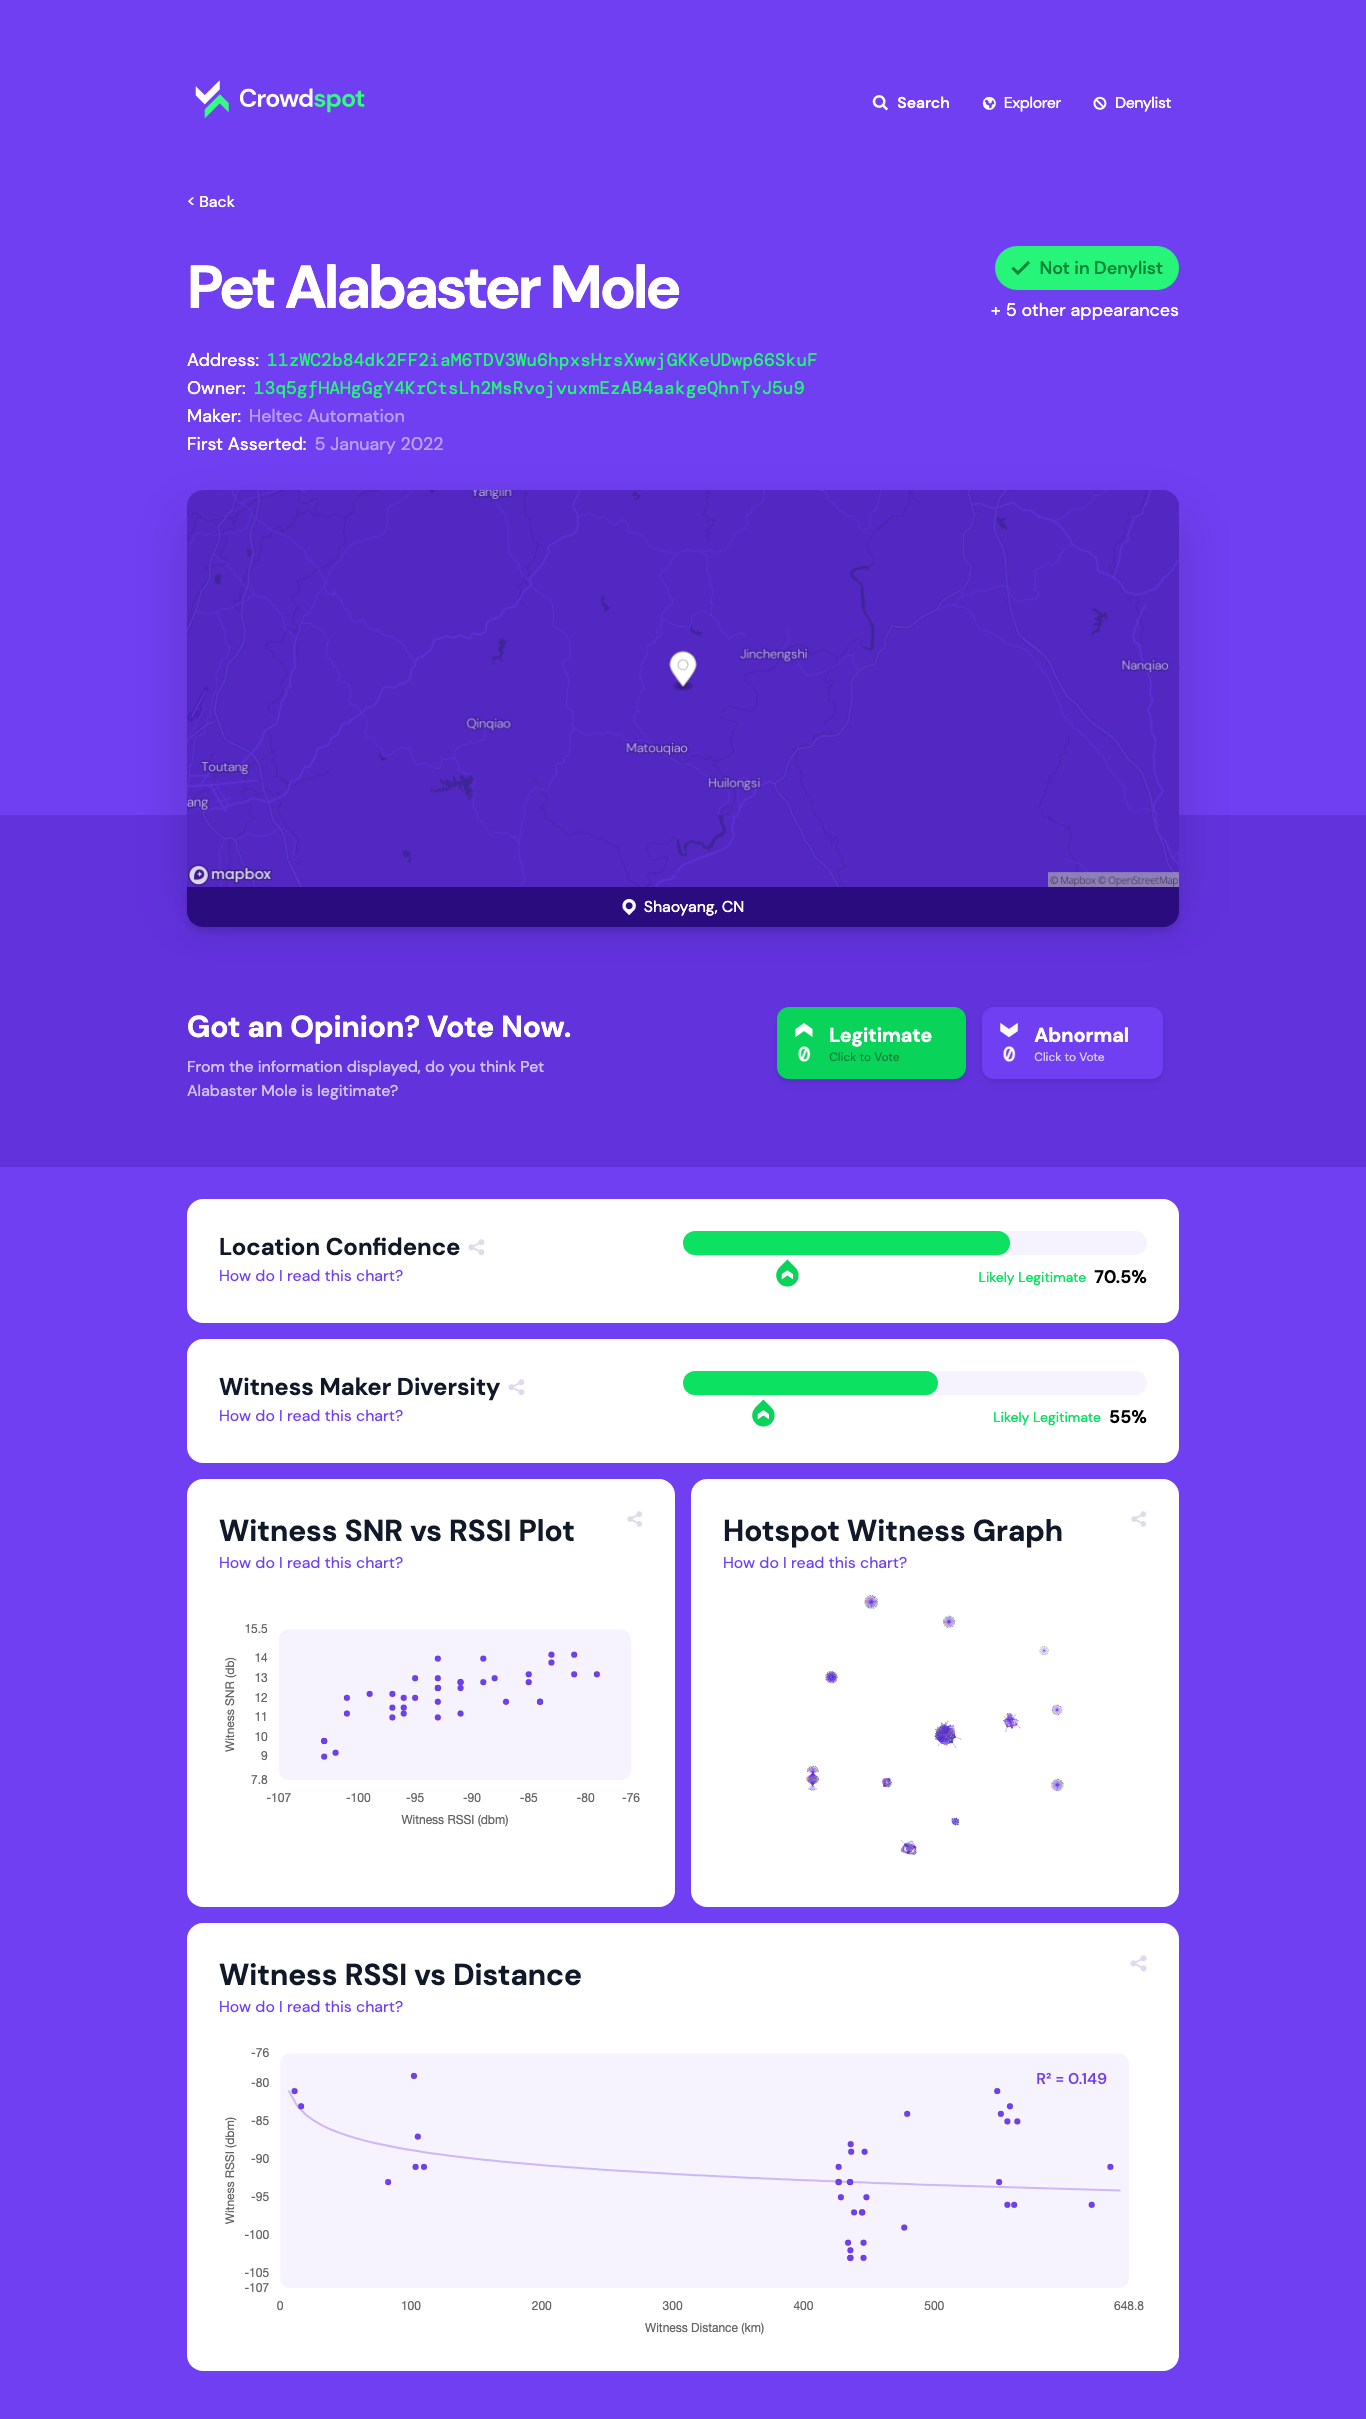 Crowdspot
Search
Explorer
Denylist
< Back
Pet Alabaster Mole
Not in Denylist
+ 5 other appearances
Address: 11zWC2b84dk2FF2iaM6TDV3Wu6hpxsHrsXwwjGKKeUDwp66SkuF
Owner: 13q5gfHAHgGgY4KrCtsLh2MsRvojvuxmEzAB4aakgeQhnTyJ5u9
Maker: Heltec Automation
First Asserted: 5 January 2022
Yanglin
Jinchengshi
Nanqiao
Qinqiao
Matouqiao
Toutang
Huilongsi
ang
mapbox
© Mapbox © OpenStreetMap
Shaoyang, CN
Got an Opinion? Vote Now.
From the information displayed, do you think Pet
Alabaster Mole is legitimate?
Legitimate
0 Click to Vote
Abnormal
0 Click to Vote
Location Confidence
How do I read this chart?
Likely Legitimate 70.5%
Witness Maker Diversity
How do I read this chart?
Likely Legitimate 55%
Witness SNR vs RSSI Plot
How do I read this chart?
15.5
14
13
12
11
10
9
7.8
Witness SNR (db)
-107 -100 -95 -90 -85 -80 -76
Witness RSSI (dbm)
Hotspot Witness Graph
How do I read this chart?
Witness RSSI vs Distance
How do I read this chart?
-76
-80
-85
-90
-95
-100
-105
-107
Witness RSSI (dbm)
R² = 0.149
0 100 200 300 400 500 648.8
Witness Distance (km)